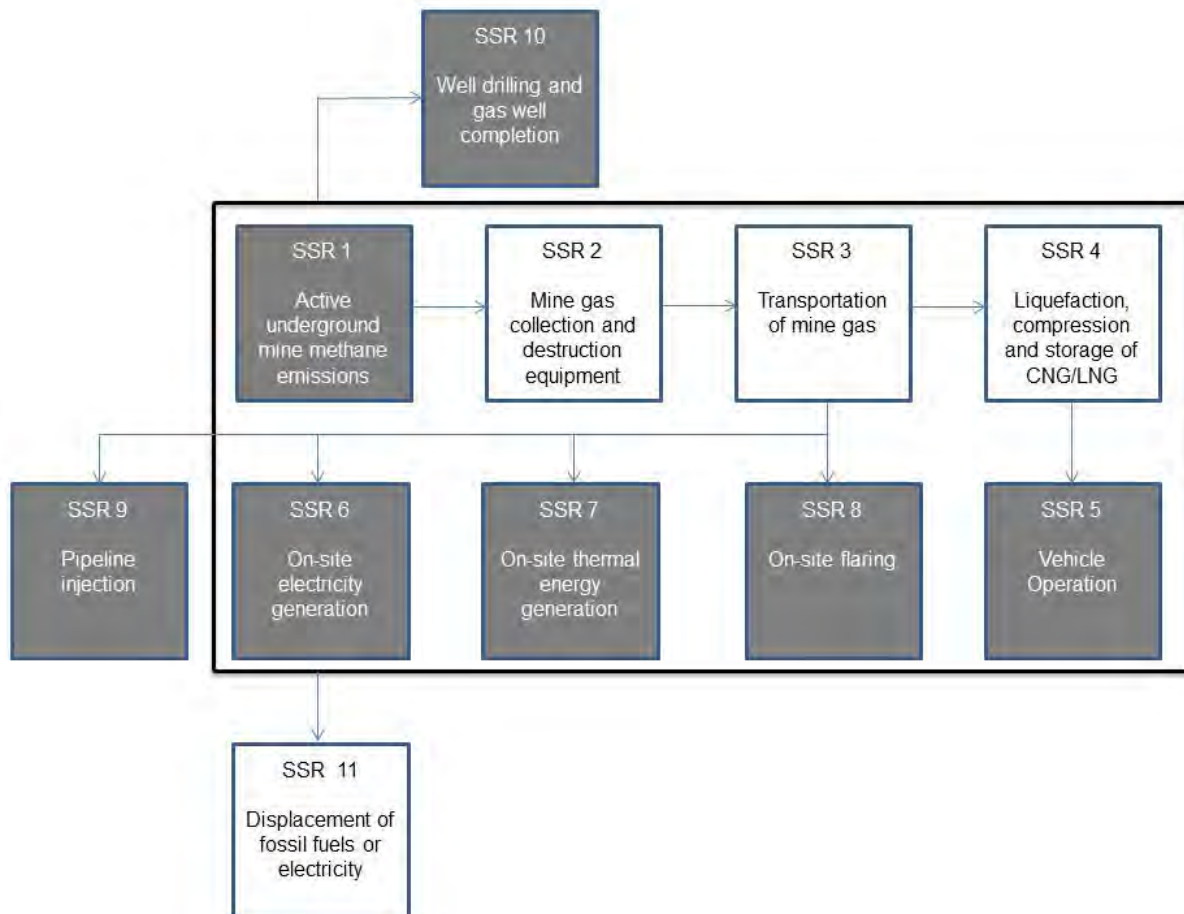 SSR 10
Well drilling and
gas well
completion
SSR 1
Active
underground
mine methane
emissions
SSR 2
Mine gas
collection and
destruction
equipment
SSR 3
Transportation
of mine gas
SSR 4
Liquefaction,
compression
and storage of
CNG/LNG
SSR 9
Pipeline
injection
SSR 6
On-site
electricity
generation
SSR 7
On-site thermal
energy
generation
SSR 8
On-site flaring
SSR 5
Vehicle
Operation
SSR 11
Displacement of
fossil fuels or
electricity